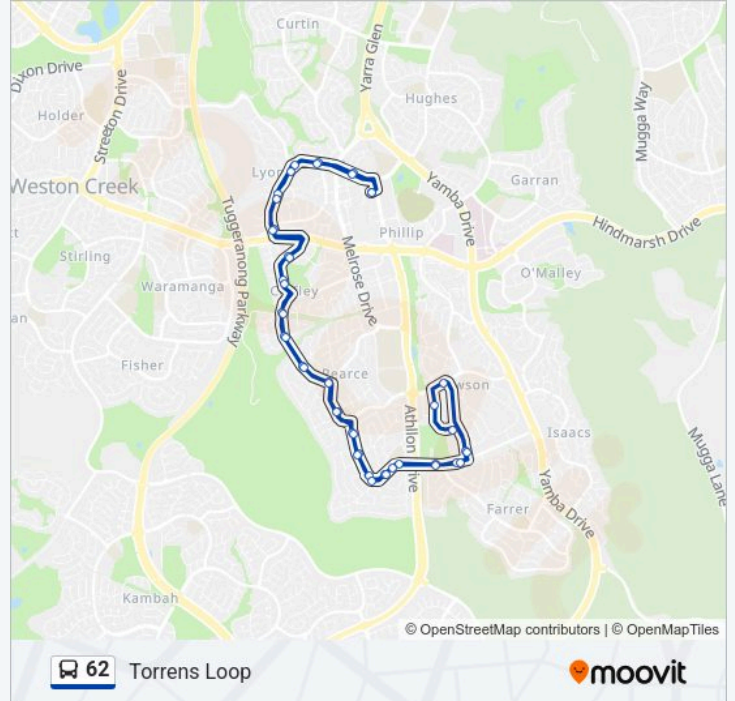 Curtin
Yarra Glen
Dixon Drive
Streeton Drive
Hughes
Mugga Way
Holder
Lyon
Weston Creek
Garran
Yamba Drive
Tuggeranong Parkway
Hindmarsh Drive
Phillip
Stirling
Melrose Drive
O'Malley
Waramanga
Fisher
Pearce
wson
Athllon Drive
Isaacs
Mugga Lane
Yamba Drive
Farrer
Kambah
© OpenStreetMap contributors | © OpenMapTiles
62 Torrens Loop
moovit